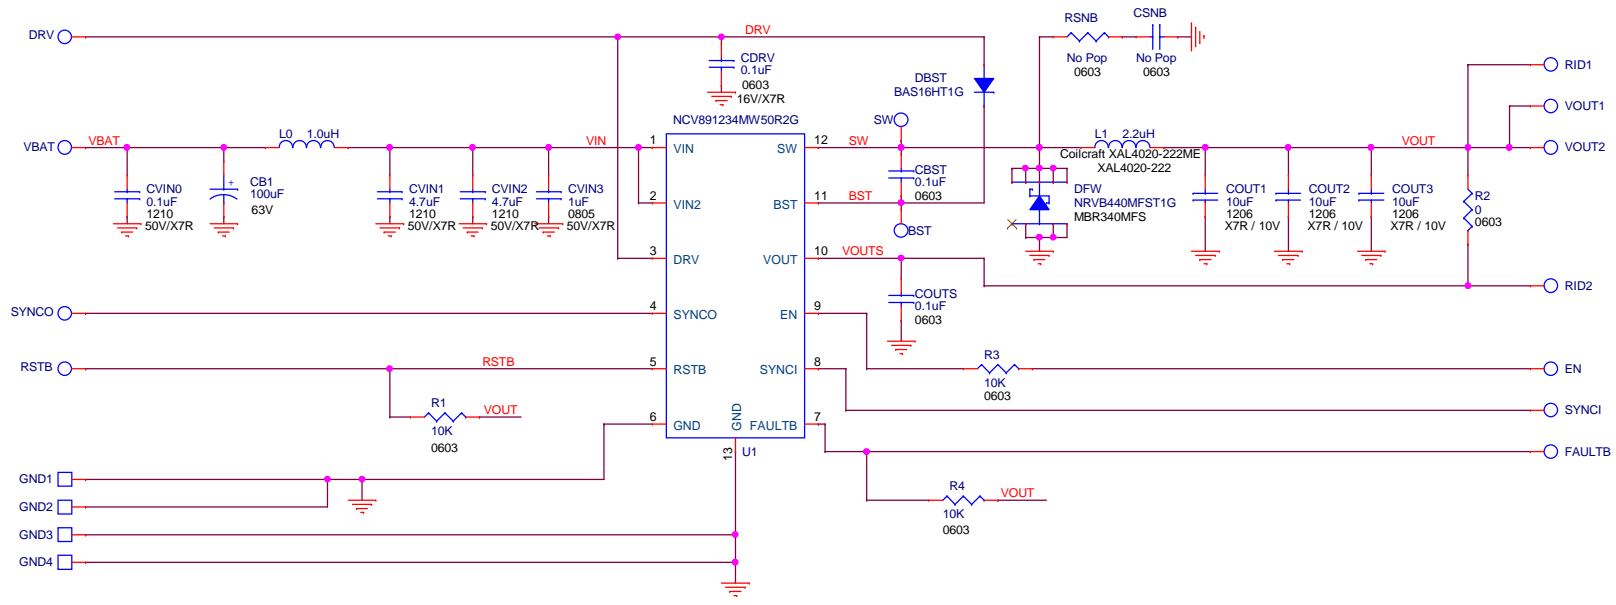 DRV
DRV
CDRV
0.1uF
0603
16V/X7R
DBST
BAS16HT1G
RSNB
No Pop
0603
CSNB
No Pop
0603
RID1
VOUT1
VOUT2
VBAT
VBAT
L0 1.0uH
VIN
NCV891234MW50R2G
SW
SW
L1 2.2uH
Coilcraft XAL4020-222ME
XAL4020-222
VOUT
CVIN0
0.1uF
1210
50V/X7R
+
CB1
100uF
63V
CVIN1
4.7uF
1210
50V/X7R
CVIN2
4.7uF
1210
50V/X7R
CVIN3
1uF
0805
50V/X7R
1 VIN
2 VIN2
3 DRV
4 SYNCO
5 RSTB
6 GND
GND
13
U1
SW 12
BST 11
VOUT 10
EN 9
SYNCI 8
FAULTB 7
CBST
0.1uF
0603
BST
BST
DFW
NRVB440MFST1G
MBR340MFS
COUT1
10uF
1206
X7R / 10V
COUT2
10uF
1206
X7R / 10V
COUT3
10uF
1206
X7R / 10V
R2
0
0603
VOUTS
COUTS
0.1uF
0603
RID2
SYNCO
RSTB
RSTB
R1
10K
0603
VOUT
R3
10K
0603
EN
SYNCI
FAULTB
R4
10K
0603
VOUT
GND1
GND2
GND3
GND4